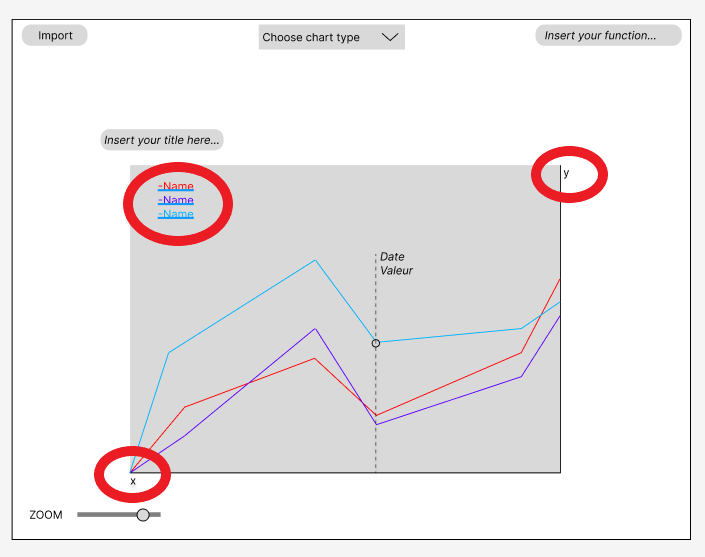 Import
Choose chart type
Insert your function...
Insert your title here...
-Name
-Name
-Name
y
Date
Valeur
x
ZOOM